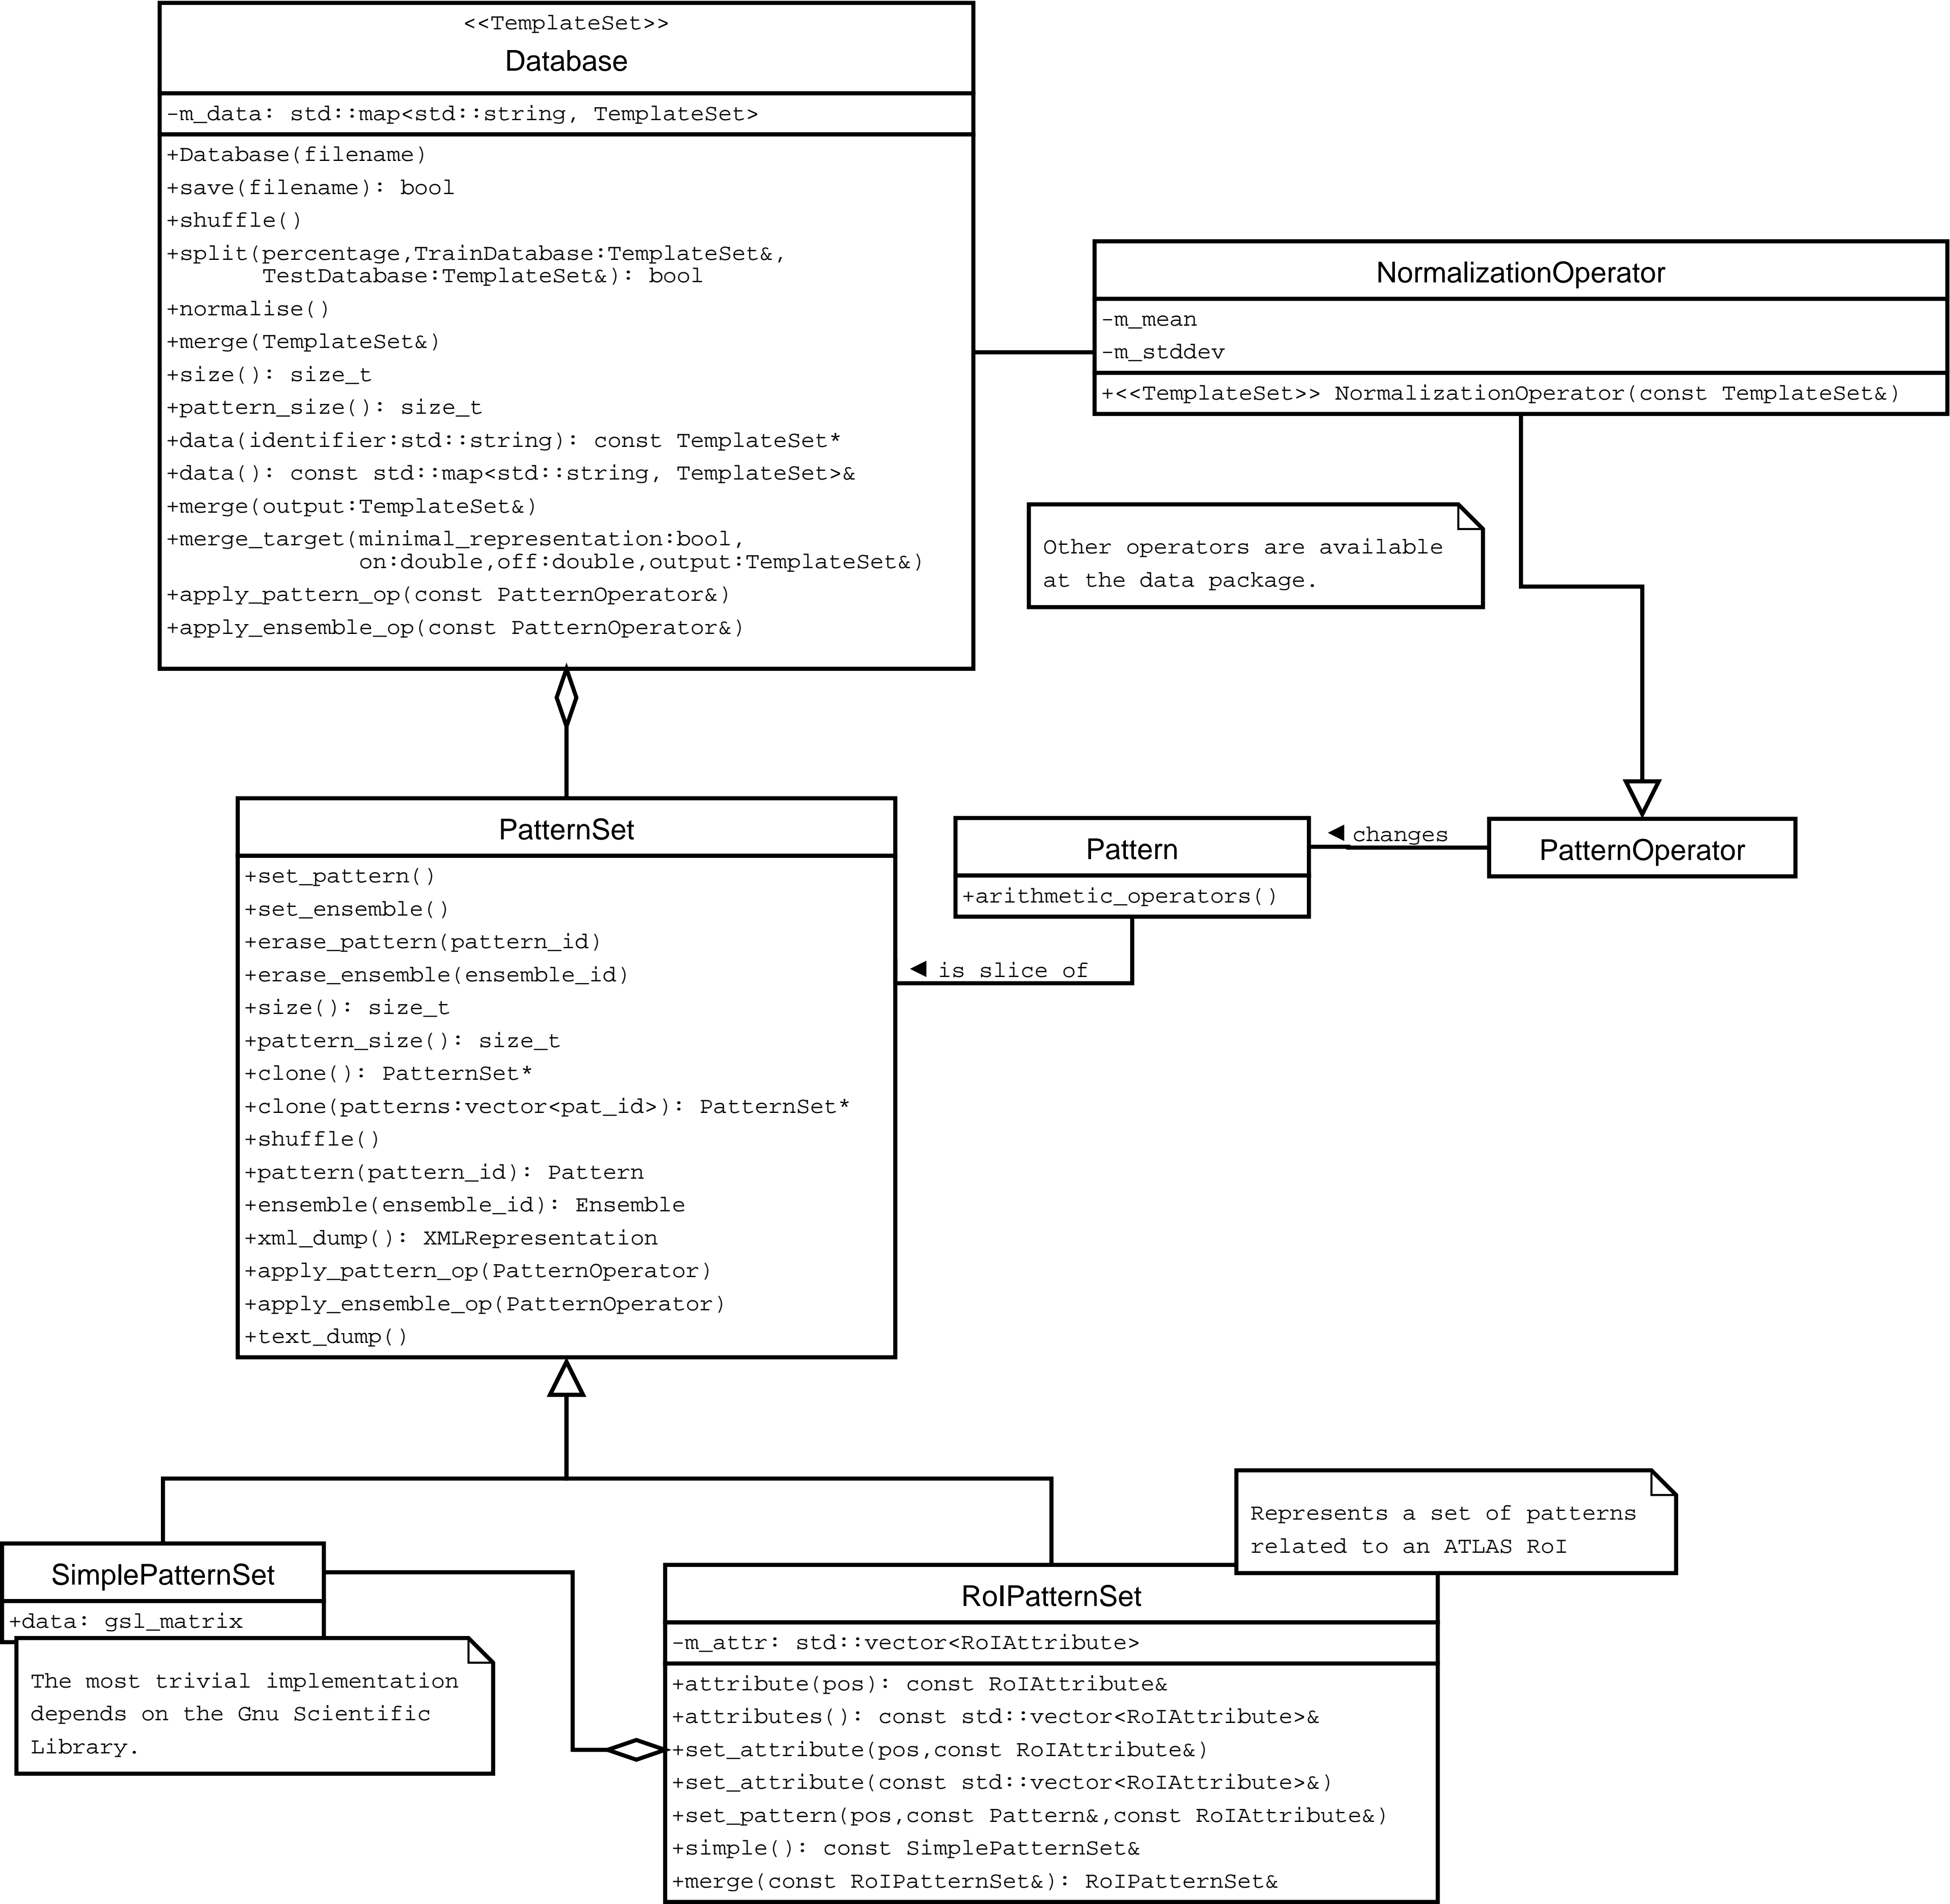 <<TemplateSet>>
Database
-m_data: std::map<std::string, TemplateSet>
+Database(filename)
+save(filename): bool
+shuffle()
+split(percentage,TrainDatabase:TemplateSet&,
TestDatabase:TemplateSet&): bool
+normalise()
+merge(TemplateSet&)
+size(): size_t
+pattern_size(): size_t
+data(identifier:std::string): const TemplateSet*
+data(): const std::map<std::string, TemplateSet>&
+merge(output:TemplateSet&)
+merge_target(minimal_representation:bool,
on:double,off:double,output:TemplateSet&)
+apply_pattern_op(const PatternOperator&)
+apply_ensemble_op(const PatternOperator&)
NormalizationOperator
-m_mean
-m_stddev
+<<TemplateSet>> NormalizationOperator(const TemplateSet&)
Other operators are available
at the data package.
PatternSet
+set_pattern()
+set_ensemble()
+erase_pattern(pattern_id)
+erase_ensemble(ensemble_id)
+size(): size_t
+pattern_size(): size_t
+clone(): PatternSet*
+clone(patterns:vector<pat_id>): PatternSet*
+shuffle()
+pattern(pattern_id): Pattern
+ensemble(ensemble_id): Ensemble
+xml_dump(): XMLRepresentation
+apply_pattern_op(PatternOperator)
+apply_ensemble_op(PatternOperator)
+text_dump()
Pattern
+arithmetic_operators()
changes
PatternOperator
is slice of
SimplePatternSet
+data: gsl_matrix
The most trivial implementation
depends on the Gnu Scientific
Library.
Represents a set of patterns
related to an ATLAS RoI
RoIPatternSet
-m_attr: std::vector<RoIAttribute>
+attribute(pos): const RoIAttribute&
+attributes(): const std::vector<RoIAttribute>&
+set_attribute(pos,const RoIAttribute&)
+set_attribute(const std::vector<RoIAttribute>&)
+set_pattern(pos,const Pattern&,const RoIAttribute&)
+simple(): const SimplePatternSet&
+merge(const RoIPatternSet&): RoIPatternSet&